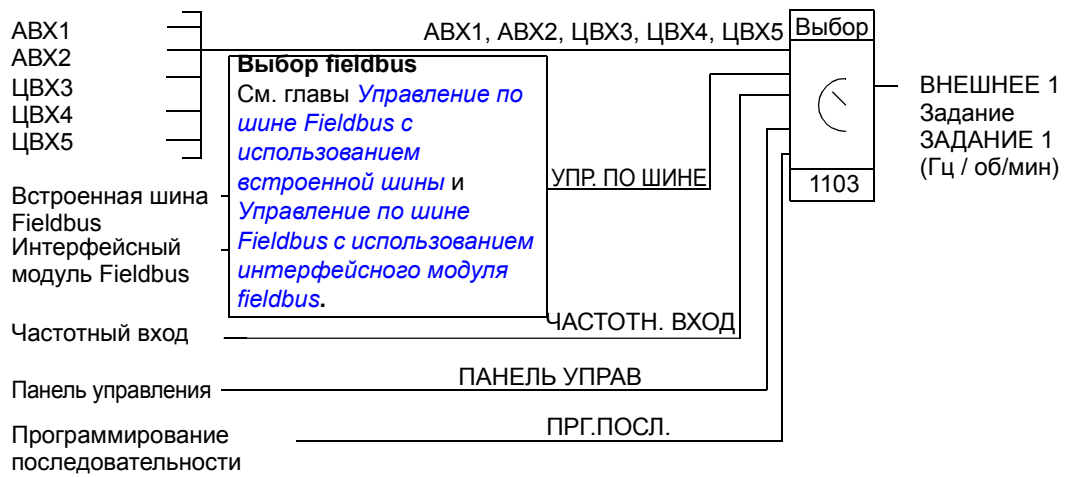 АВХ1
АВХ2
ЦВХ3
ЦВХ4
ЦВХ5
АВХ1, АВХ2, ЦВХ3, ЦВХ4, ЦВХ5
Выбор
1103
ВНЕШНЕЕ 1
Задание
ЗАДАНИЕ 1
(Гц / об/мин)
Выбор fieldbus
См. главы Управление по
шине Fieldbus с
использованием
встроенной шины и
Управление по шине
Fieldbus с использованием
интерфейсного модуля
fieldbus.
УПР. ПО ШИНЕ
Встроенная шина
Fieldbus
Интерфейсный
модуль Fieldbus
Частотный вход
ЧАСТОТН. ВХОД
Панель управления
ПАНЕЛЬ УПРАВ
Программирование
последовательности
ПРГ.ПОСЛ.